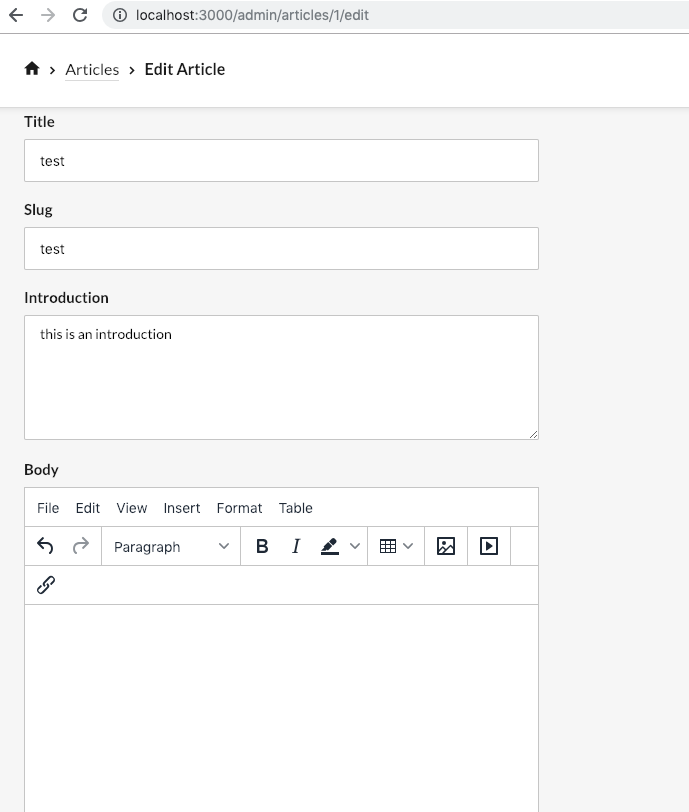 localhost:3000/admin/articles/1/edit
Articles > Edit Article
Title
test
Slug
test
Introduction
this is an introduction
Body
File Edit View Insert Format Table
Paragraph B I